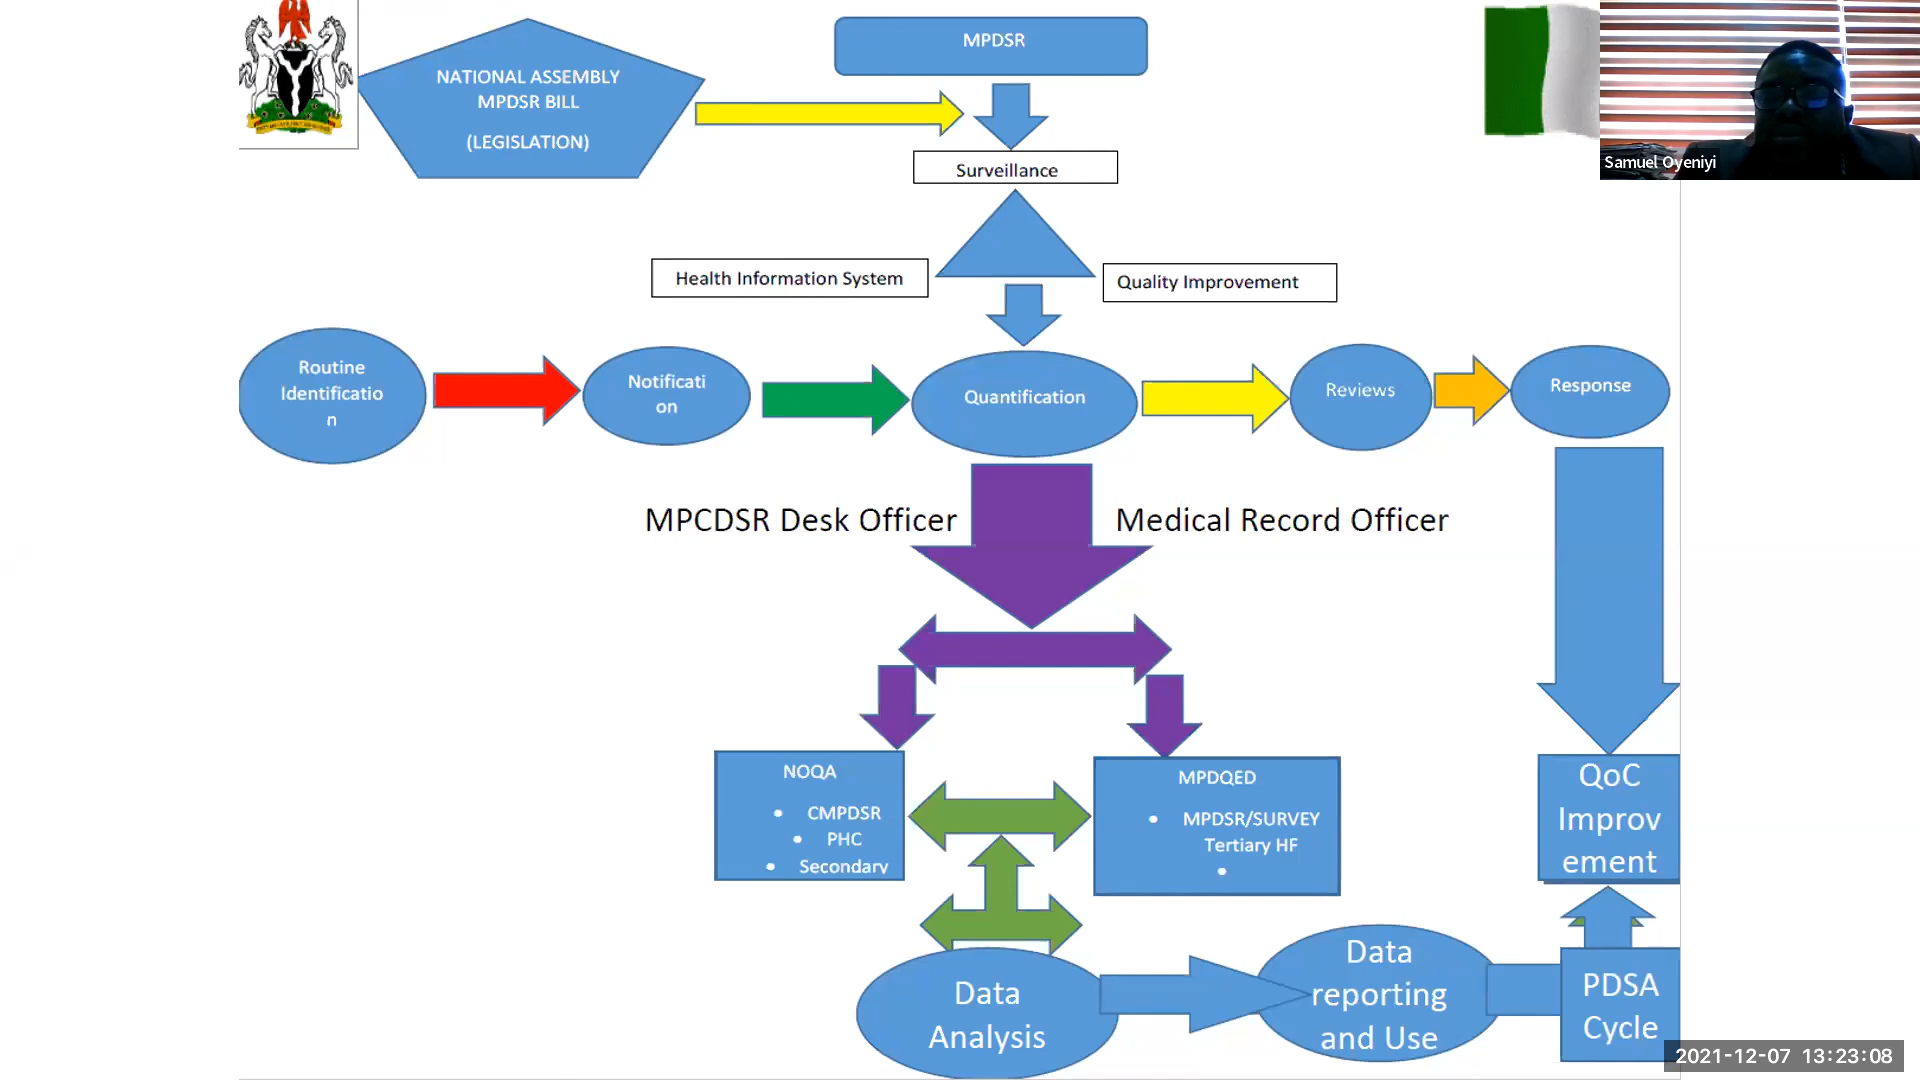 NATIONAL ASSEMBLY
MPDSR BILL
(LEGISLATION)
MPDSR
Samuel Oyeniyi
Surveillance
Health Information System
Quality Improvement
Routine
Identificatio
n
Notificati
on
Quantification
Reviews
Response
MPCDSR Desk Officer
Medical Record Officer
NOQA
• CMPDSR
• PHC
• Secondary
MPDQED
• MPDSR/SURVEY
Tertiary HF
•
QoC
Improv
ement
Data
Analysis
Data
reporting
and Use
PDSA
Cycle
2021-12-07 13:23:08